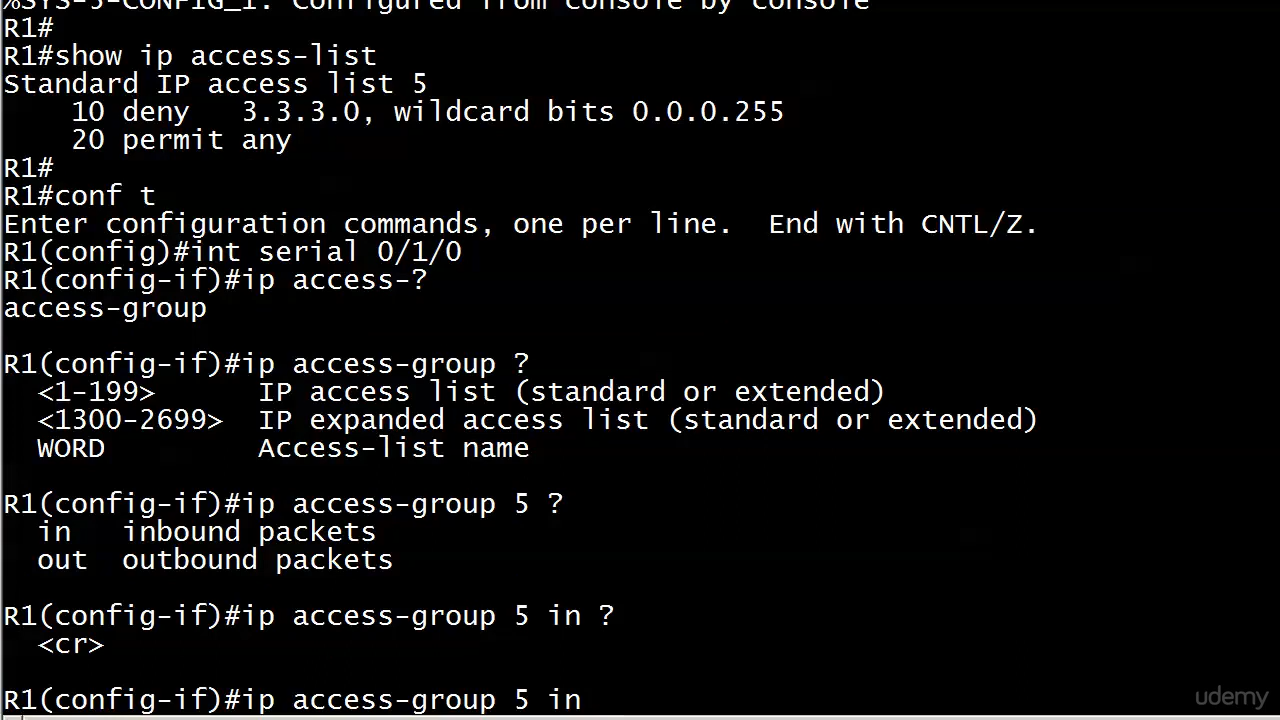 %SYS-5-CONFIG_I: Configured from console by console
R1#
R1#show ip access-list
Standard IP access list 5
    10 deny   3.3.3.0, wildcard bits 0.0.0.255
    20 permit any
R1#
R1#conf t
Enter configuration commands, one per line.  End with CNTL/Z.
R1(config)#int serial 0/1/0
R1(config-if)#ip access-?
access-group

R1(config-if)#ip access-group ?
  <1-199>      IP access list (standard or extended)
  <1300-2699>  IP expanded access list (standard or extended)
  WORD         Access-list name

R1(config-if)#ip access-group 5 ?
  in   inbound packets
  out  outbound packets

R1(config-if)#ip access-group 5 in ?
  <cr>

R1(config-if)#ip access-group 5 in
udemy